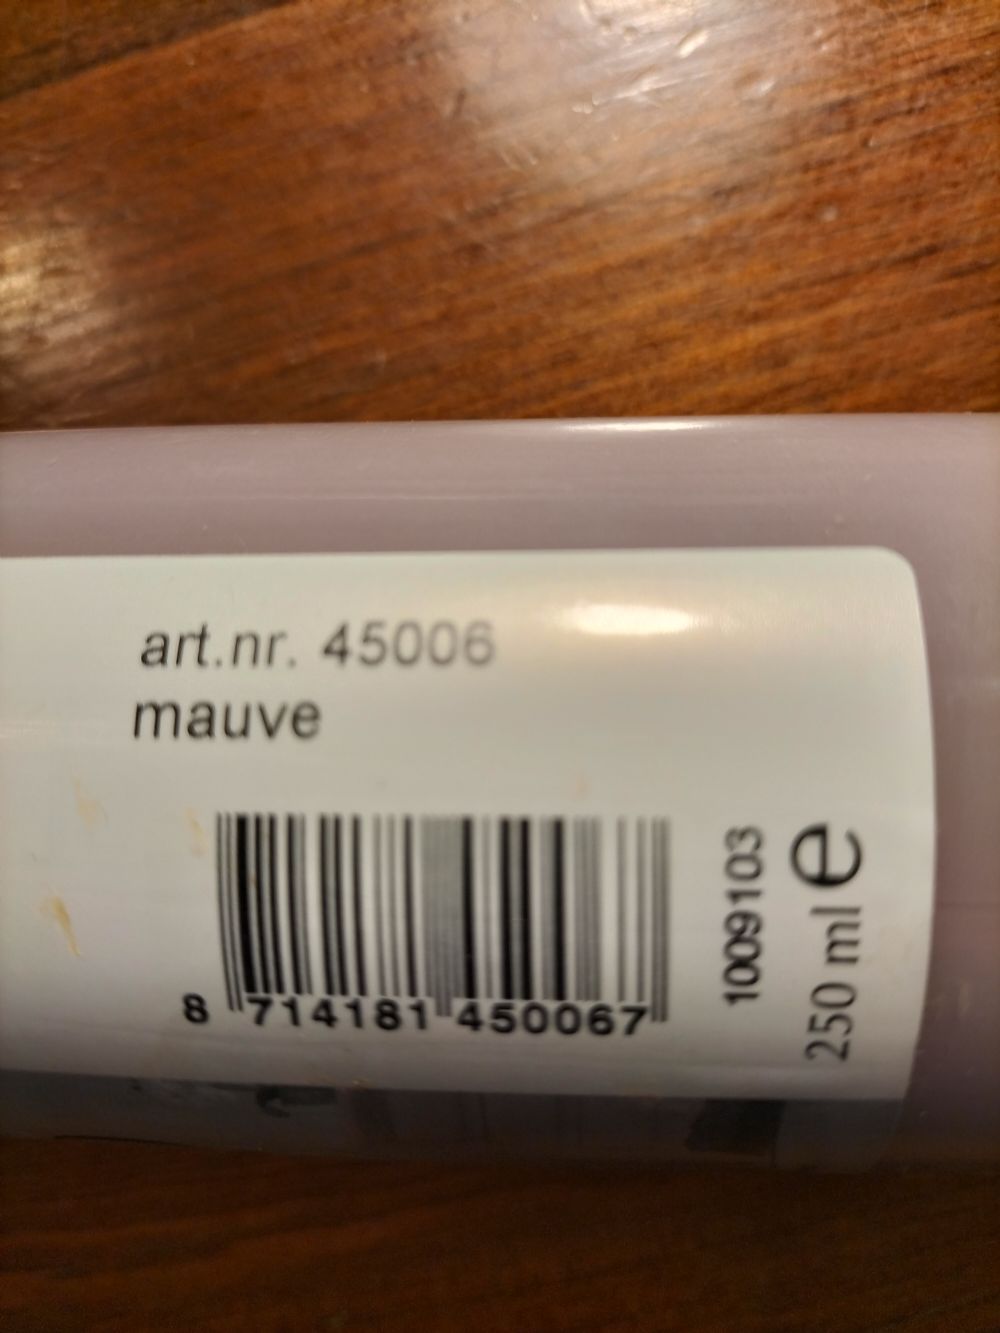 art.nr. 45006
mauve
8 714181 450067
1009103
250 ml e